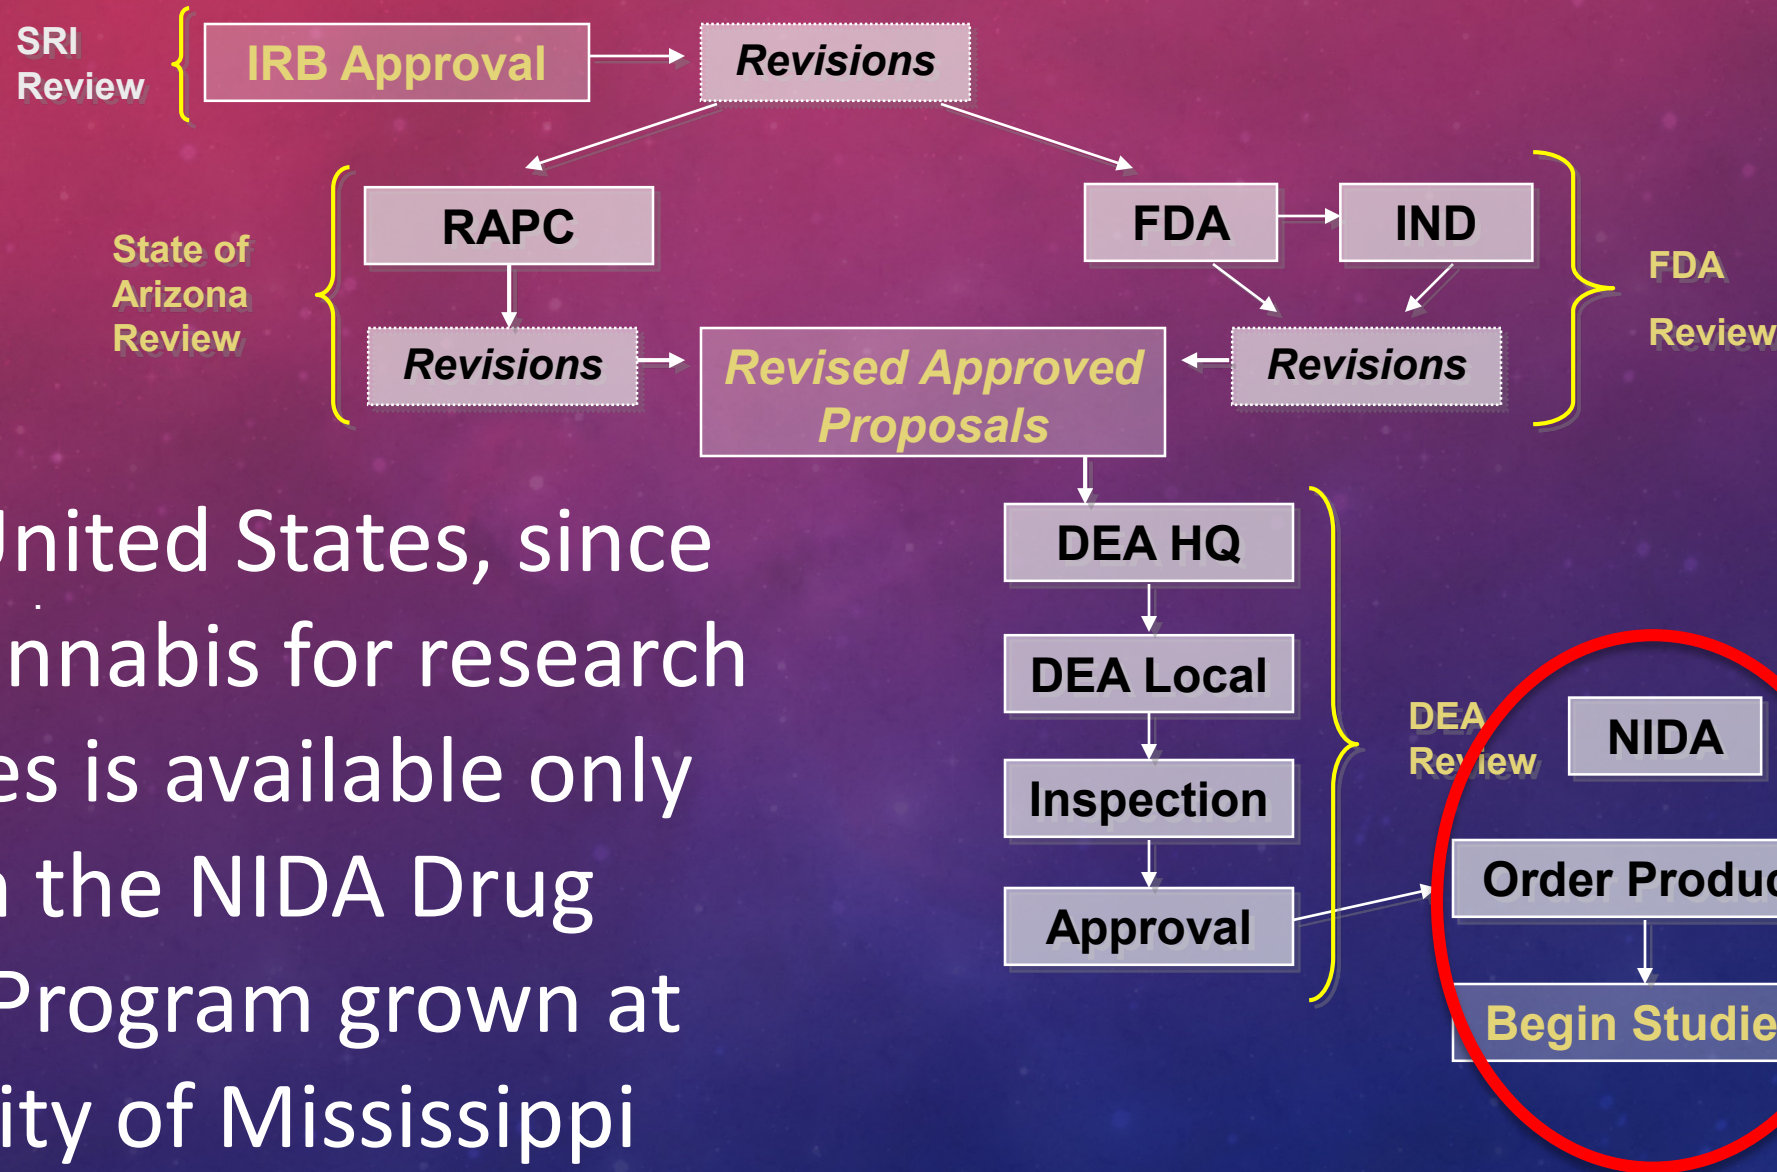 SRI
Review
IRB Approval
Revisions
State of
Arizona
Review
RAPC
Revisions
FDA
IND
Revisions
FDA
Review
Revised Approved
Proposals
United States, since
nnabis for research
es is available only
the NIDA Drug
Program grown at
ity of Mississippi
DEA HQ
DEA Local
Inspection
Approval
DEA
Review
NIDA
Order Produc
Begin Studie